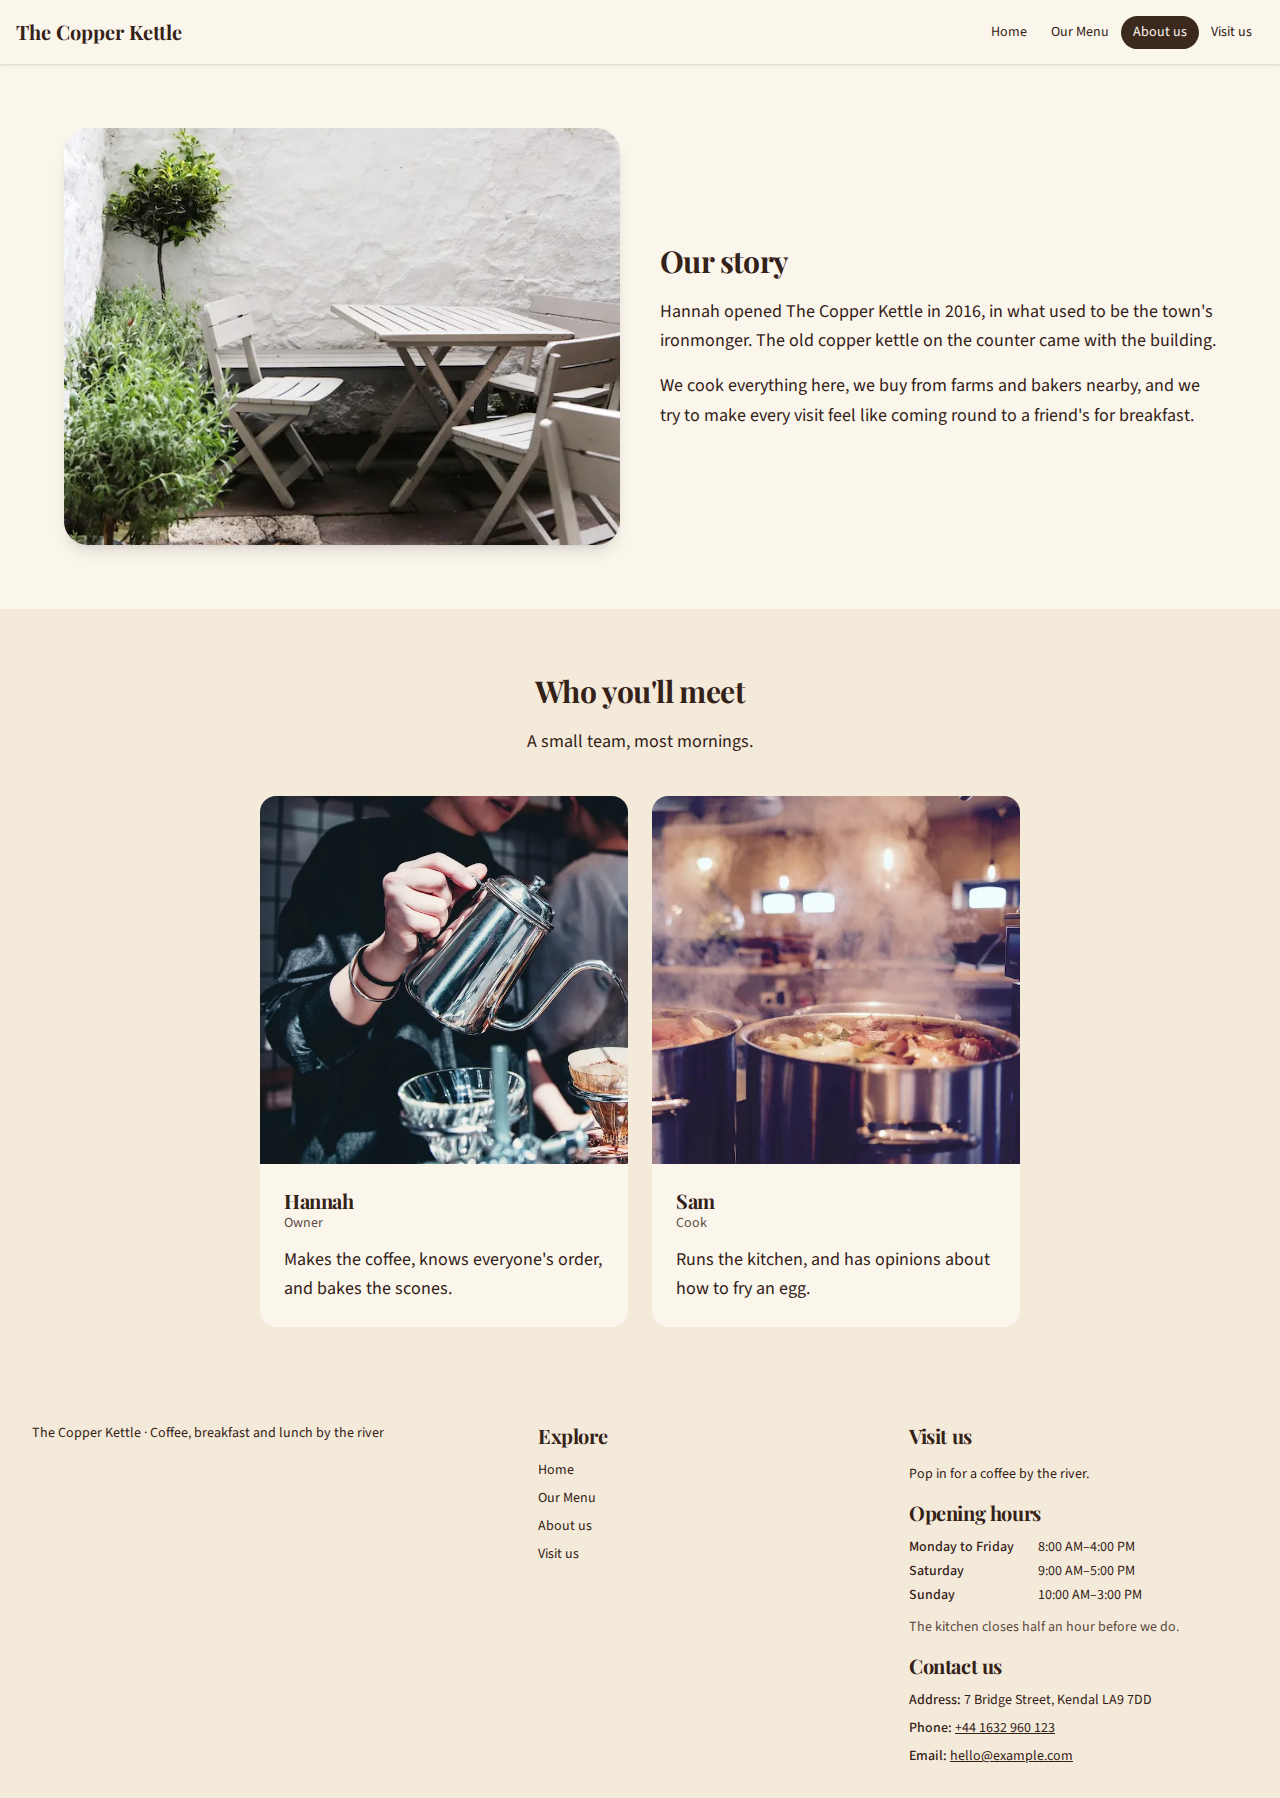 The Copper Kettle
Home
Our Menu
About us
Visit us
Our story
Hannah opened The Copper Kettle in 2016, in what used to be the town's
ironmonger. The old copper kettle on the counter came with the building.
We cook everything here, we buy from farms and bakers nearby, and we
try to make every visit feel like coming round to a friend's for breakfast.
Who you'll meet
A small team, most mornings.
Hannah
Owner
Makes the coffee, knows everyone's order,
and bakes the scones.
Sam
Cook
Runs the kitchen, and has opinions about
how to fry an egg.
The Copper Kettle · Coffee, breakfast and lunch by the river
Explore
Home
Our Menu
About us
Visit us
Visit us
Pop in for a coffee by the river.
Opening hours
Monday to Friday 8:00 AM–4:00 PM
Saturday 9:00 AM–5:00 PM
Sunday 10:00 AM–3:00 PM
The kitchen closes half an hour before we do.
Contact us
Address: 7 Bridge Street, Kendal LA9 7DD
Phone: +44 1632 960 123
Email: hello@example.com